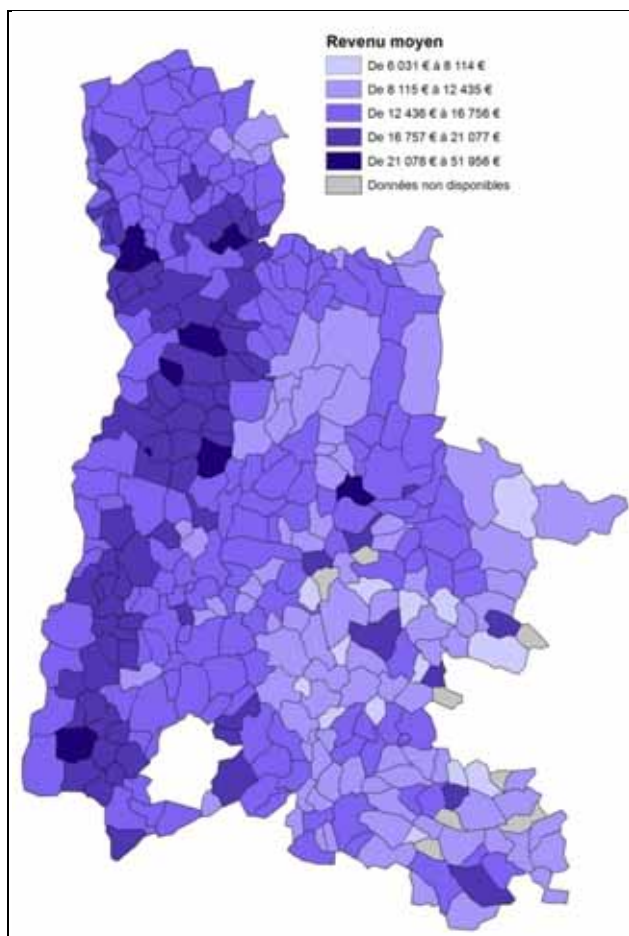 Revenu moyen
De 6 031 € à 8 114 €
De 8 115 € à 12 435 €
De 12 436 € à 16 756 €
De 16 757 € à 21 077 €
De 21 078 € à 51 956 €
Données non disponibles